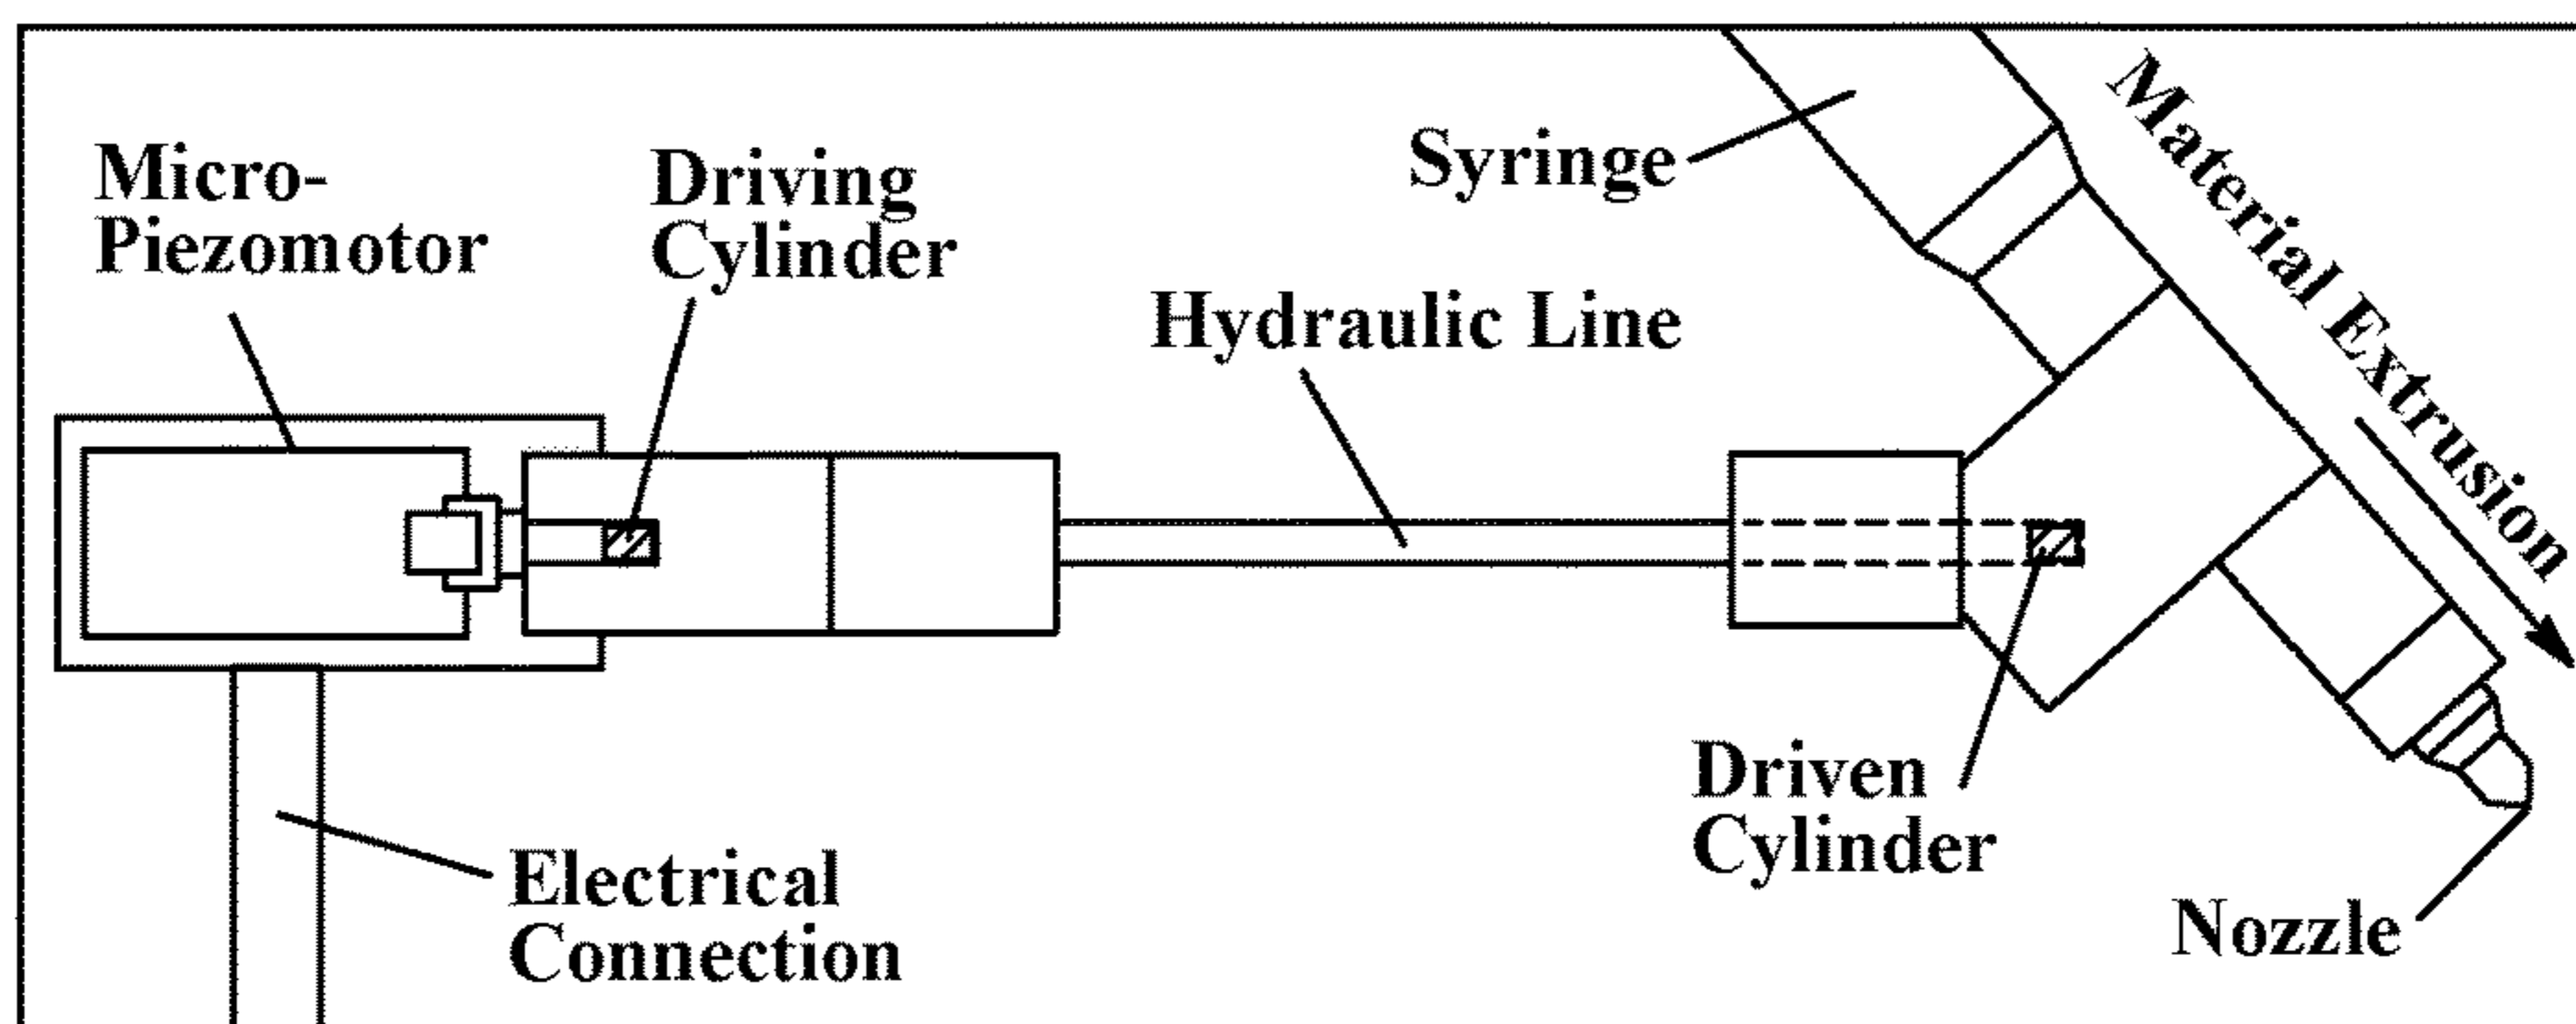 Micro-
Piezomotor
Driving
Cylinder
Syringe
Material Extrusion
Hydraulic Line
Driven
Cylinder
Electrical
Connection
Nozzle